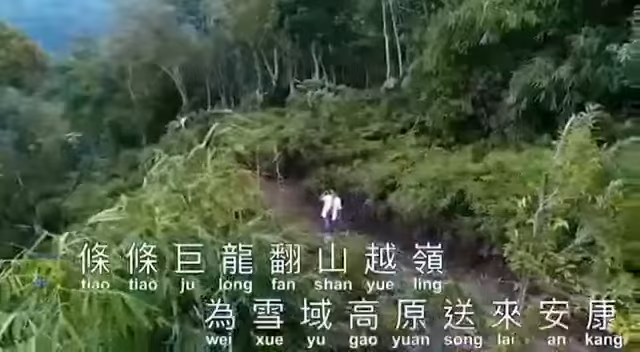 條條巨龍翻山越嶺
tiao tiao ju long fan shan yue ling
為雪域高原送來安康
wei xue yu gao yuan song lai an kang